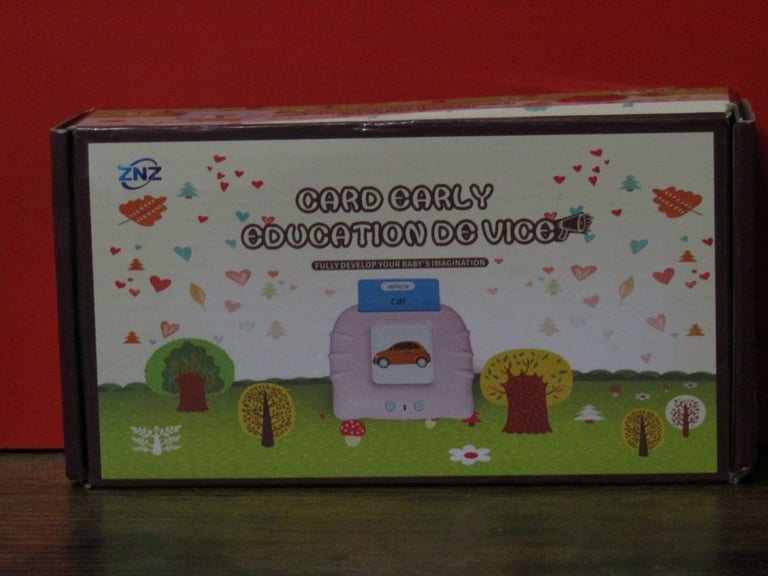 ZNZ
CARD EARLY
EDUCATION DE VICE
FULLY DEVELOP YOUR BABY'S IMAGINATION
vehicle
car